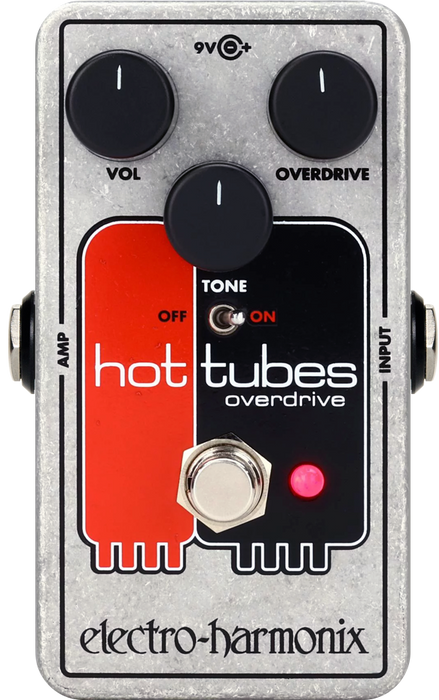 9V +
VOL
OVERDRIVE
TONE
OFF ON
AMP
INPUT
hot tubes
overdrive
electro-harmonix